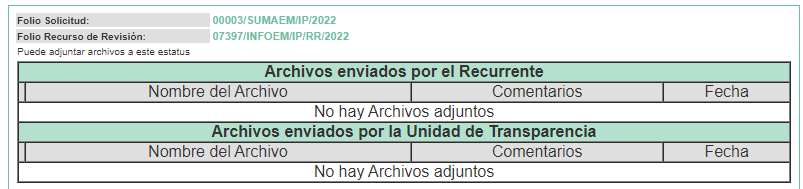 Folio Solicitud: 00003/SUMAEM/IP/2022
Folio Recurso de Revisión: 07397/INFOEM/IP/RR/2022
Puede adjuntar archivos a este estatus
Archivos enviados por el Recurrente
Nombre del Archivo Comentarios Fecha
No hay Archivos adjuntos
Archivos enviados por la Unidad de Transparencia
Nombre del Archivo Comentarios Fecha
No hay Archivos adjuntos